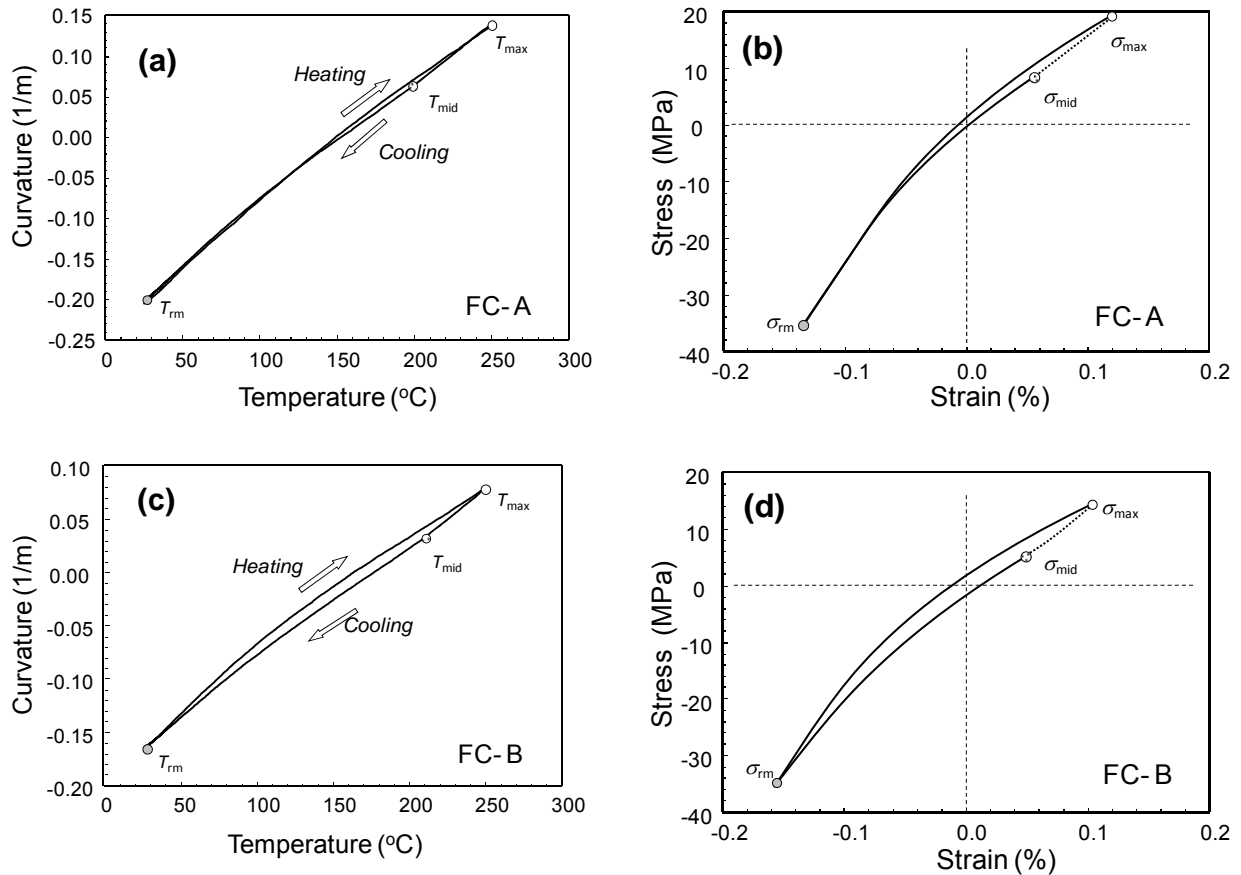 (a)
Curvature (1/m)
0.15
0.10
0.05
0.00
-0.05
-0.10
-0.15
-0.20
-0.25
Heating
Cooling
Tmax
Tmid
Trm
FC-A
0 50 100 150 200 250 300
Temperature (°C)
(b)
Stress (MPa)
20
10
0
-10
-20
-30
-40
σmax
σmid
σrm
FC-A
-0.2 -0.1 0.0 0.1 0.2
Strain (%)
(c)
Curvature (1/m)
0.10
0.05
0.00
-0.05
-0.10
-0.15
-0.20
Heating
Cooling
Tmax
Tmid
Trm
FC-B
0 50 100 150 200 250 300
Temperature (°C)
(d)
Stress (MPa)
20
10
0
-10
-20
-30
-40
σmax
σmid
σrm
FC-B
-0.2 -0.1 0.0 0.1 0.2
Strain (%)